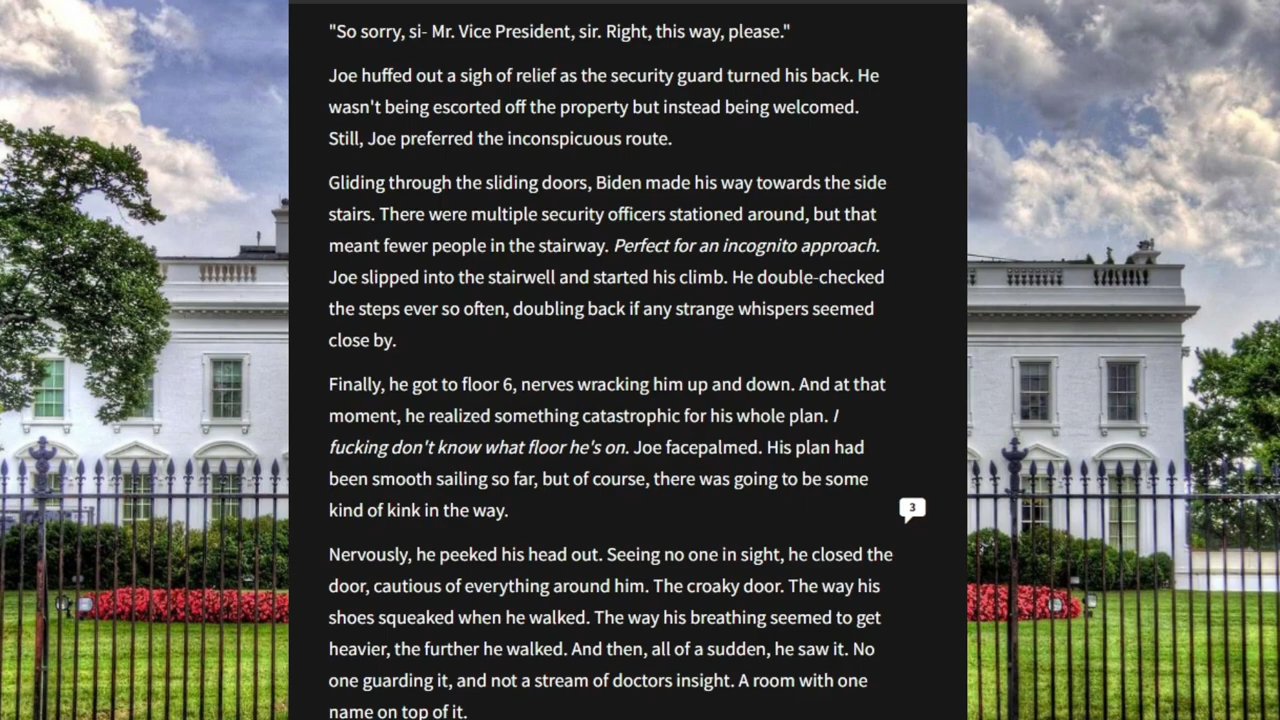 "So sorry, si- Mr. Vice President, sir. Right, this way, please."
Joe huffed out a sigh of relief as the security guard turned his back. He
wasn't being escorted off the property but instead being welcomed.
Still, Joe preferred the inconspicuous route.
Gliding through the sliding doors, Biden made his way towards the side
stairs. There were multiple security officers stationed around, but that
meant fewer people in the stairway. Perfect for an incognito approach.
Joe slipped into the stairwell and started his climb. He double-checked
the steps ever so often, doubling back if any strange whispers seemed
close by.
Finally, he got to floor 6, nerves wracking him up and down. And at that
moment, he realized something catastrophic for his whole plan. I
fucking don't know what floor he's on. Joe facepalmed. His plan had
been smooth sailing so far, but of course, there was going to be some
kind of kink in the way.
3
Nervously, he peeked his head out. Seeing no one in sight, he closed the
door, cautious of everything around him. The croaky door. The way his
shoes squeaked when he walked. The way his breathing seemed to get
heavier, the further he walked. And then, all of a sudden, he saw it. No
one guarding it, and not a stream of doctors insight. A room with one
name on top of it.